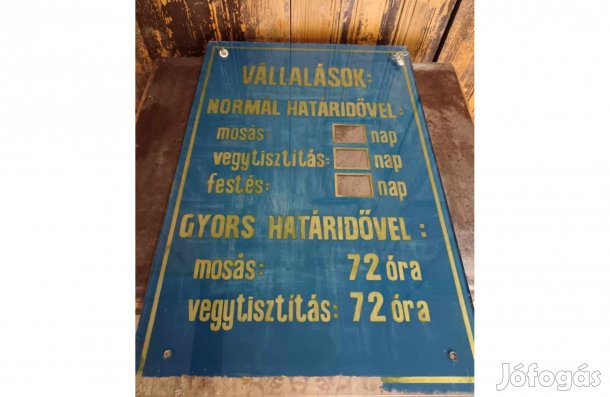 VÁLLALÁSOK:
NORMAL HATÁRIDŐVEL:
mosás: nap
vegytisztítás: nap
festés: nap
GYORS HATÁRIDŐVEL:
mosás: 72 óra
vegytisztítás: 72 óra
Jófogás